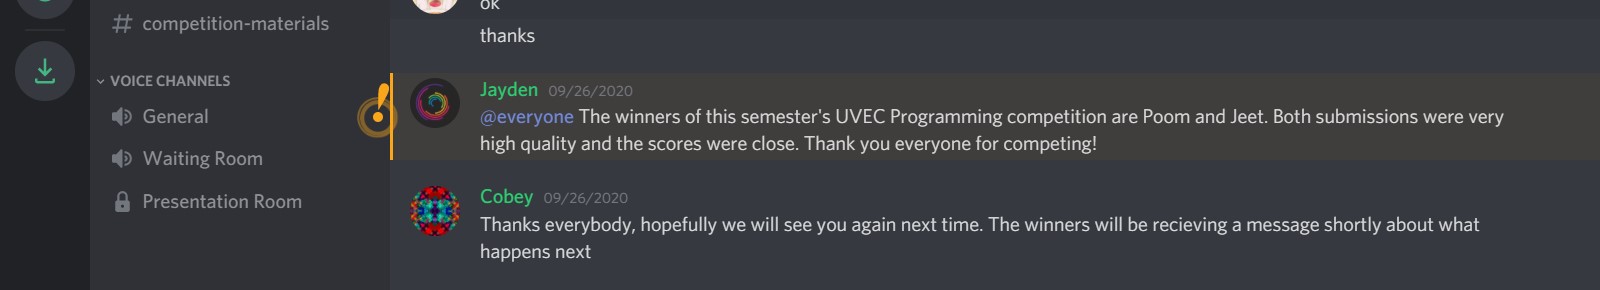 # competition-materials
VOICE CHANNELS
General
Waiting Room
Presentation Room
ok
thanks
Jayden 09/26/2020
@everyone The winners of this semester's UVEC Programming competition are Poom and Jeet. Both submissions were very
high quality and the scores were close. Thank you everyone for competing!
Cobey 09/26/2020
Thanks everybody, hopefully we will see you again next time. The winners will be recieving a message shortly about what
happens next